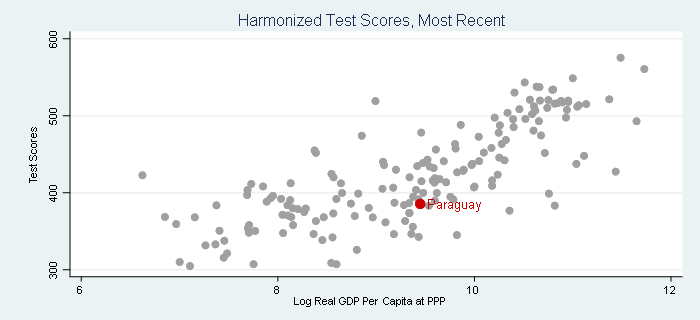 Harmonized Test Scores, Most Recent
600
500
400
300
Test Scores
Paraguay
6
8
10
12
Log Real GDP Per Capita at PPP